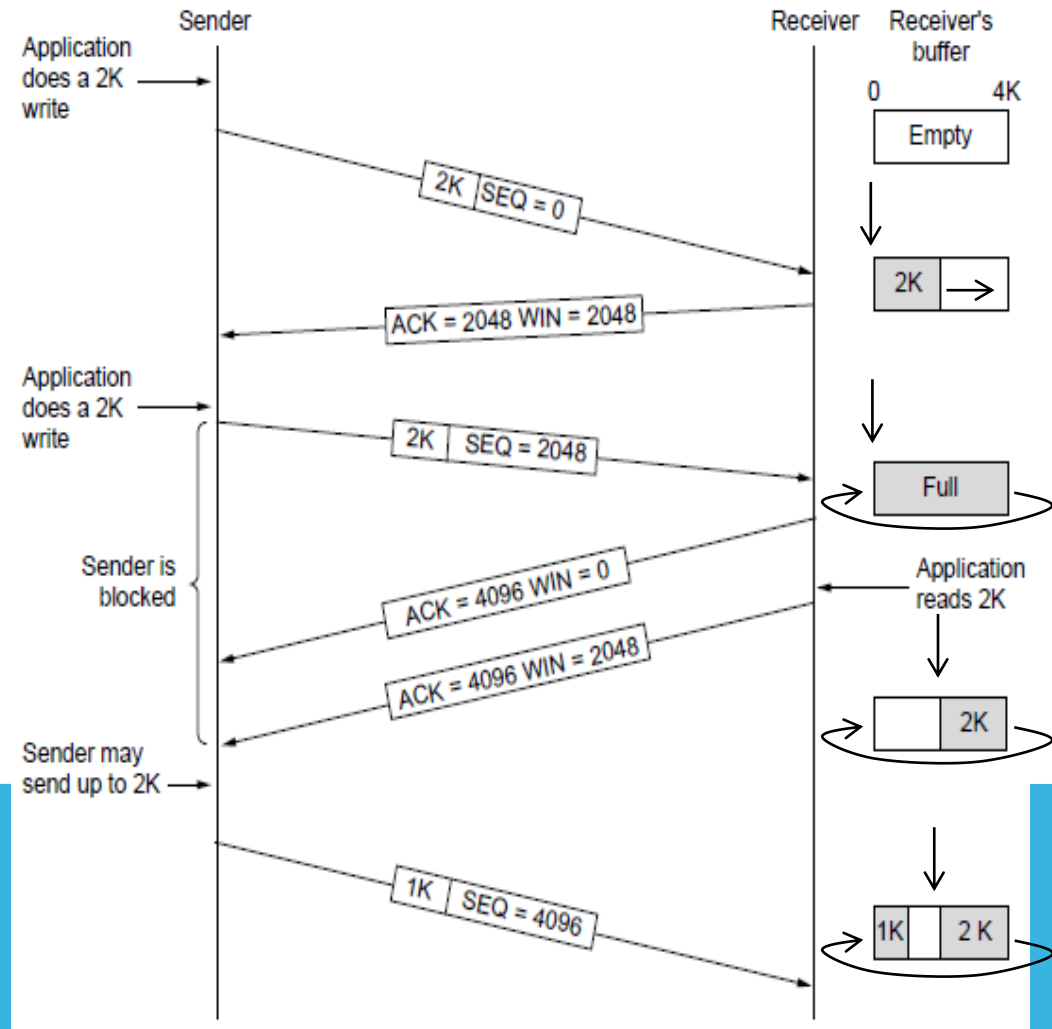 Sender
Receiver
Receiver's
buffer
Application
does a 2K
write
0
4K
Empty
2K
SEQ = 0
2K
ACK = 2048 WIN = 2048
Application
does a 2K
write
2K
SEQ = 2048
Full
Sender is
blocked
ACK = 4096 WIN = 0
Application
reads 2K
ACK = 4096 WIN = 2048
2K
Sender may
send up to 2K
1K
SEQ = 4096
1K
2 K